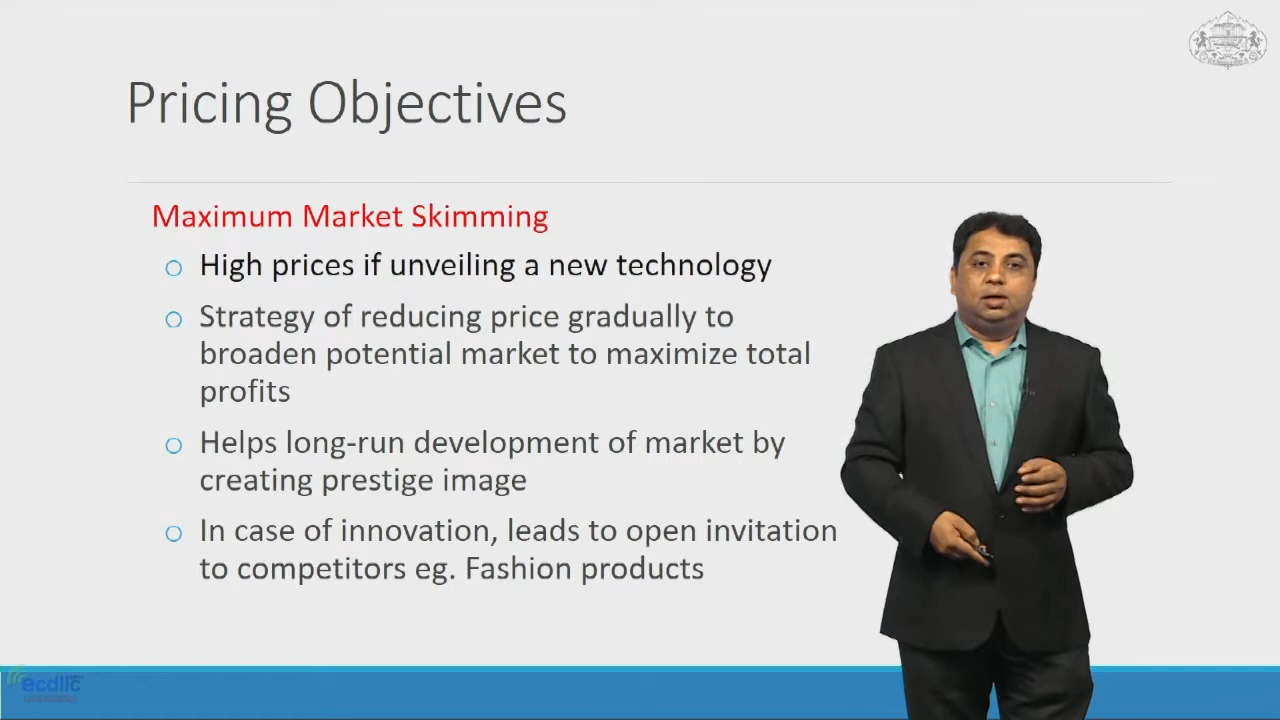 Pricing Objectives
Maximum Market Skimming
High prices if unveiling a new technology
Strategy of reducing price gradually to
broaden potential market to maximize total
profits
Helps long-run development of market by
creating prestige image
In case of innovation, leads to open invitation
to competitors eg. Fashion products
ecdlic